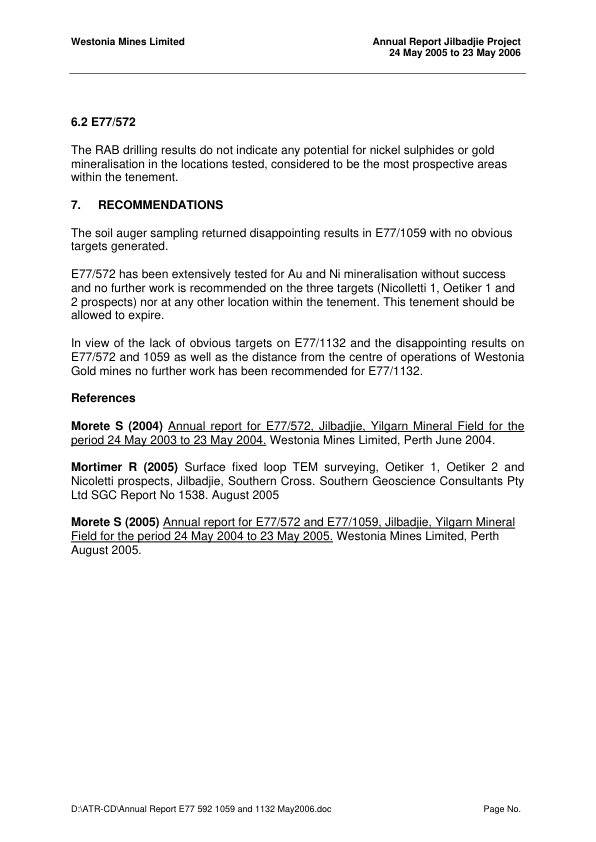 Westonia Mines Limited
Annual Report Jilbadjie Project
24 May 2005 to 23 May 2006
6.2 E77/572
The RAB drilling results do not indicate any potential for nickel sulphides or gold
mineralisation in the locations tested, considered to be the most prospective areas
within the tenement.
7. RECOMMENDATIONS
The soil auger sampling returned disappointing results in E77/1059 with no obvious
targets generated.
E77/572 has been extensively tested for Au and Ni mineralisation without success
and no further work is recommended on the three targets (Nicolletti 1, Oetiker 1 and
2 prospects) nor at any other location within the tenement. This tenement should be
allowed to expire.
In view of the lack of obvious targets on E77/1132 and the disappointing results on
E77/572 and 1059 as well as the distance from the centre of operations of Westonia
Gold mines no further work has been recommended for E77/1132.
References
Morete S (2004) Annual report for E77/572, Jilbadjie, Yilgarn Mineral Field for the
period 24 May 2003 to 23 May 2004. Westonia Mines Limited, Perth June 2004.
Mortimer R (2005) Surface fixed loop TEM surveying, Oetiker 1, Oetiker 2 and
Nicoletti prospects, Jilbadjie, Southern Cross. Southern Geoscience Consultants Pty
Ltd SGC Report No 1538. August 2005
Morete S (2005) Annual report for E77/572 and E77/1059, Jilbadjie, Yilgarn Mineral
Field for the period 24 May 2004 to 23 May 2005. Westonia Mines Limited, Perth
August 2005.
D:\ATR-CD\Annual Report E77 592 1059 and 1132 May2006.doc
Page No.